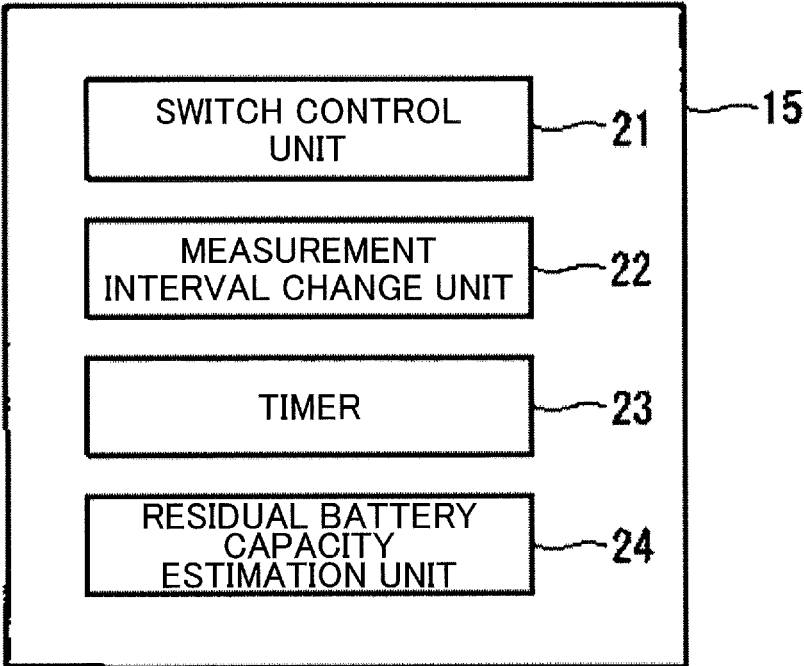 SWITCH CONTROL
UNIT
21
15
MEASUREMENT
INTERVAL CHANGE UNIT
22
TIMER
23
RESIDUAL BATTERY
CAPACITY
ESTIMATION UNIT
24